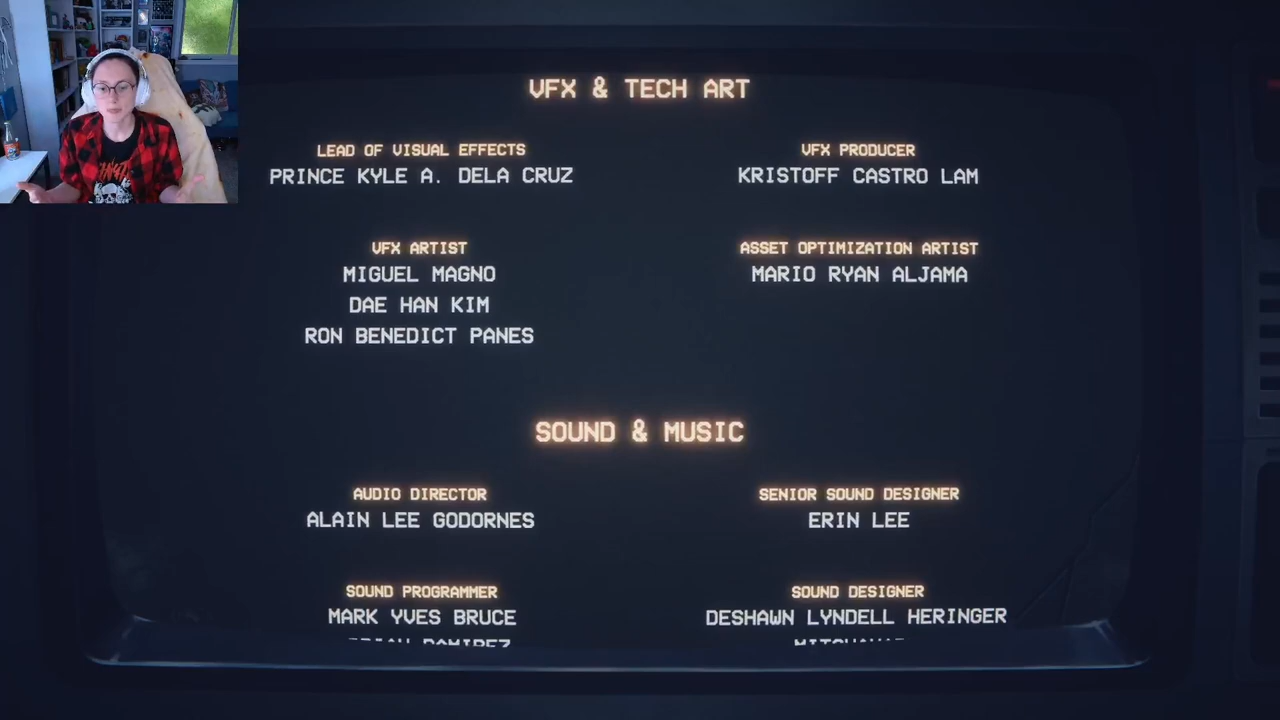 VFX & TECH ART
LEAD OF VISUAL EFFECTS
PRINCE KYLE A. DELA CRUZ
VFX PRODUCER
KRISTOFF CASTRO LAM
VFX ARTIST
MIGUEL MAGNO
DAE HAN KIM
RON BENEDICT PANES
ASSET OPTIMIZATION ARTIST
MARIO RYAN ALJAMA
SOUND & MUSIC
AUDIO DIRECTOR
ALAIN LEE GODORNES
SENIOR SOUND DESIGNER
ERIN LEE
SOUND PROGRAMMER
MARK YVES BRUCE
SOUND DESIGNER
DESHAWN LYNDELL HERINGER